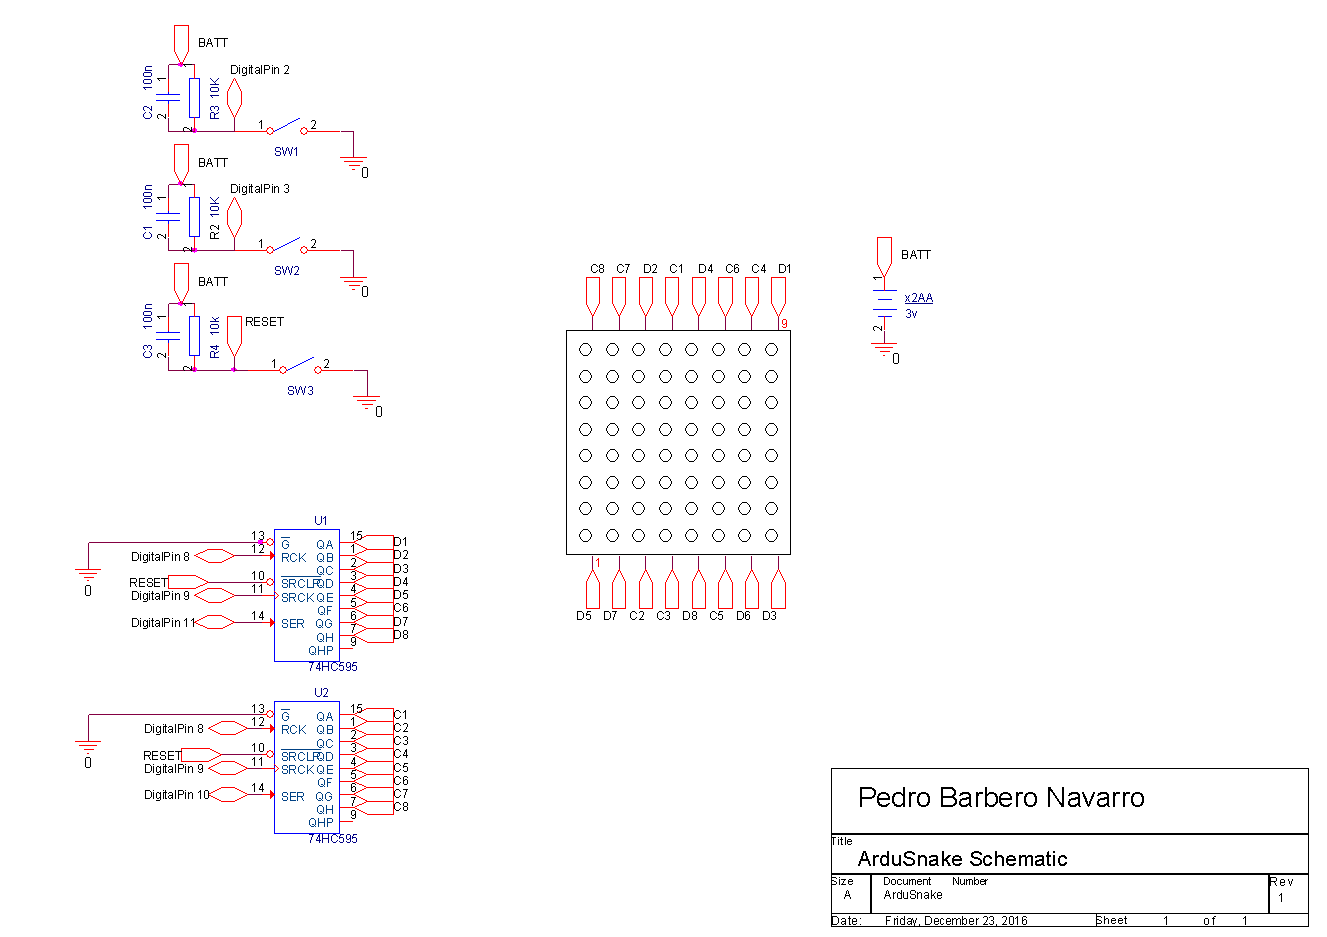 BATT
100n
1
C2
2
R3 10K
2
DigitalPin 2
1
2
SW1
0
BATT
100n
1
C1
2
R2 10K
2
DigitalPin 3
1
2
SW2
0
BATT
100n
1
C3
2
R4 10k
2
RESET
1
2
SW3
0
C8 C7 D2 C1 D4 C6 C4 D1
9
1
D5 D7 C2 C3 D8 C5 D6 D3
BATT
1
x2AA
3v
2
0
U1
13 G QA 15 D1
DigitalPin 8 12 RCK QB 1 D2
QC 2 D3
RESET 10 SRCLR QD 3 D4
DigitalPin 9 11 SRCK QE 4 D5
QF 5 C6
DigitalPin 11 14 SER QG 6 D7
QH 7 D8
QHP 9
74HC595
0
U2
13 G QA 15 C1
DigitalPin 8 12 RCK QB 1 C2
QC 2 C3
RESET 10 SRCLR QD 3 C4
DigitalPin 9 11 SRCK QE 4 C5
QF 5 C6
DigitalPin 10 14 SER QG 6 C7
QH 7 C8
QHP 9
74HC595
0
Pedro Barbero Navarro
Title
ArduSnake Schematic
Size Document Number Rev
A ArduSnake 1
Date: Friday, December 23, 2016 Sheet 1 of 1